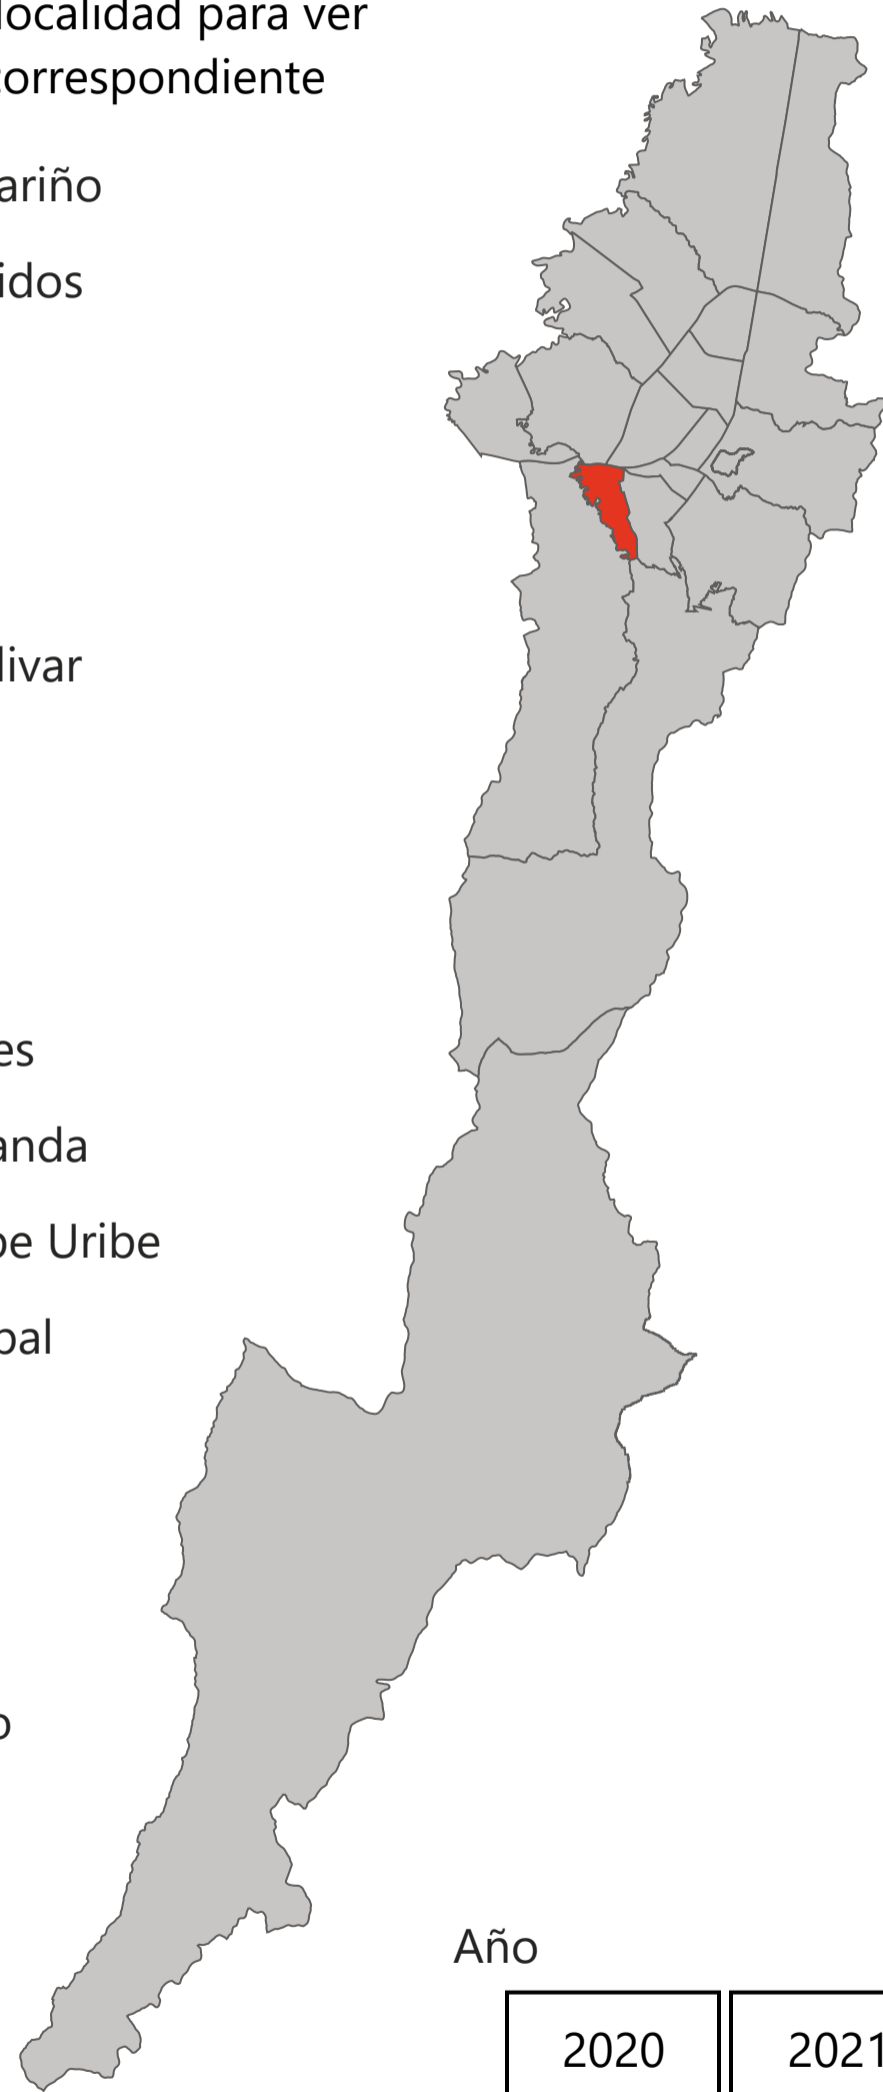 localidad para ver
correspondiente
ariño
idos
livar
es
anda
pe Uribe
bal
o
Año
2020
2021